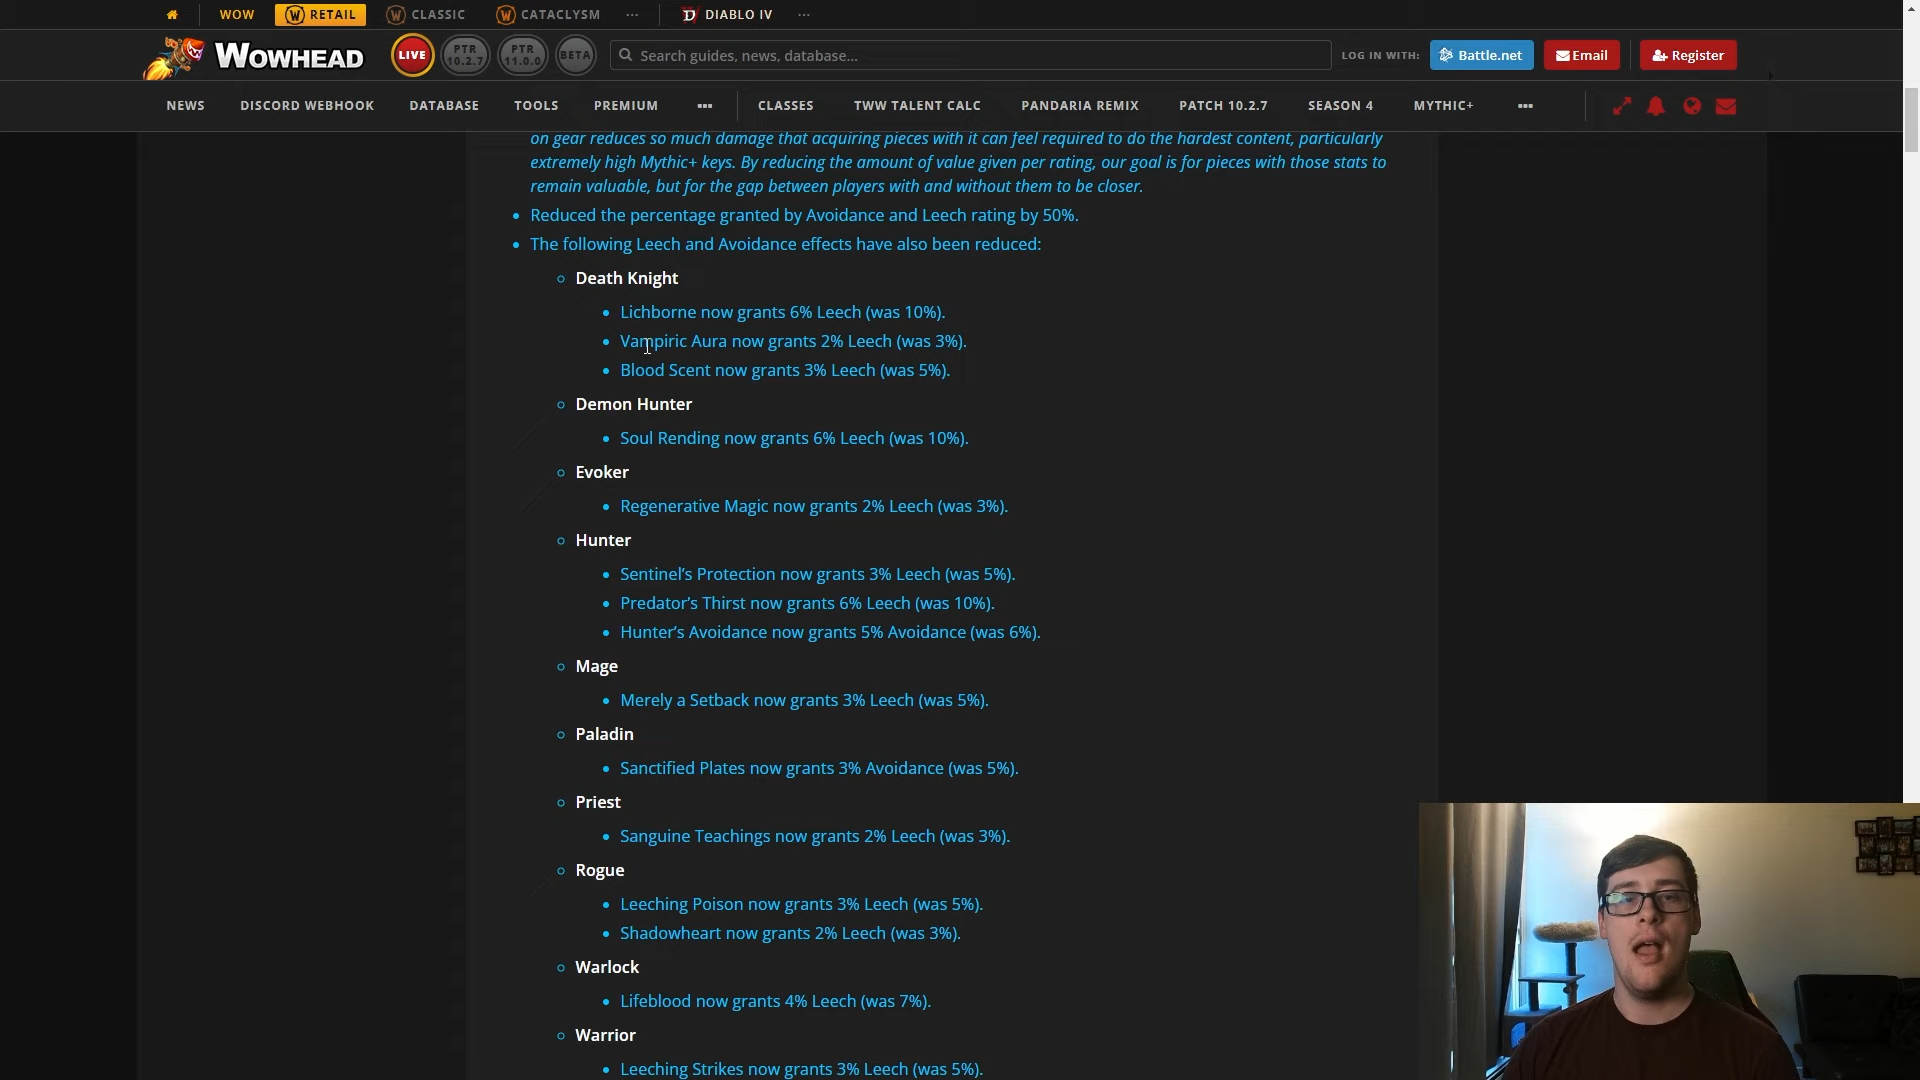 WOW RETAIL CLASSIC CATACLYSM ... DIABLO IV ...
WOWHEAD LIVE PTR 10.2.7 PTR 11.0.0 BETA Search guides, news, database... LOG IN WITH: Battle.net Email Register
NEWS DISCORD WEBHOOK DATABASE TOOLS PREMIUM ... CLASSES TWW TALENT CALC PANDARIA REMIX PATCH 10.2.7 SEASON 4 MYTHIC+ ...
on gear reduces so much damage that acquiring pieces with it can feel required to do the hardest content, particularly
extremely high Mythic+ keys. By reducing the amount of value given per rating, our goal is for pieces with those stats to
remain valuable, but for the gap between players with and without them to be closer.
Reduced the percentage granted by Avoidance and Leech rating by 50%.
The following Leech and Avoidance effects have also been reduced:
Death Knight
Lichborne now grants 6% Leech (was 10%).
Vampiric Aura now grants 2% Leech (was 3%).
Blood Scent now grants 3% Leech (was 5%).
Demon Hunter
Soul Rending now grants 6% Leech (was 10%).
Evoker
Regenerative Magic now grants 2% Leech (was 3%).
Hunter
Sentinel’s Protection now grants 3% Leech (was 5%).
Predator’s Thirst now grants 6% Leech (was 10%).
Hunter’s Avoidance now grants 5% Avoidance (was 6%).
Mage
Merely a Setback now grants 3% Leech (was 5%).
Paladin
Sanctified Plates now grants 3% Avoidance (was 5%).
Priest
Sanguine Teachings now grants 2% Leech (was 3%).
Rogue
Leeching Poison now grants 3% Leech (was 5%).
Shadowheart now grants 2% Leech (was 3%).
Warlock
Lifeblood now grants 4% Leech (was 7%).
Warrior
Leeching Strikes now grants 3% Leech (was 5%).